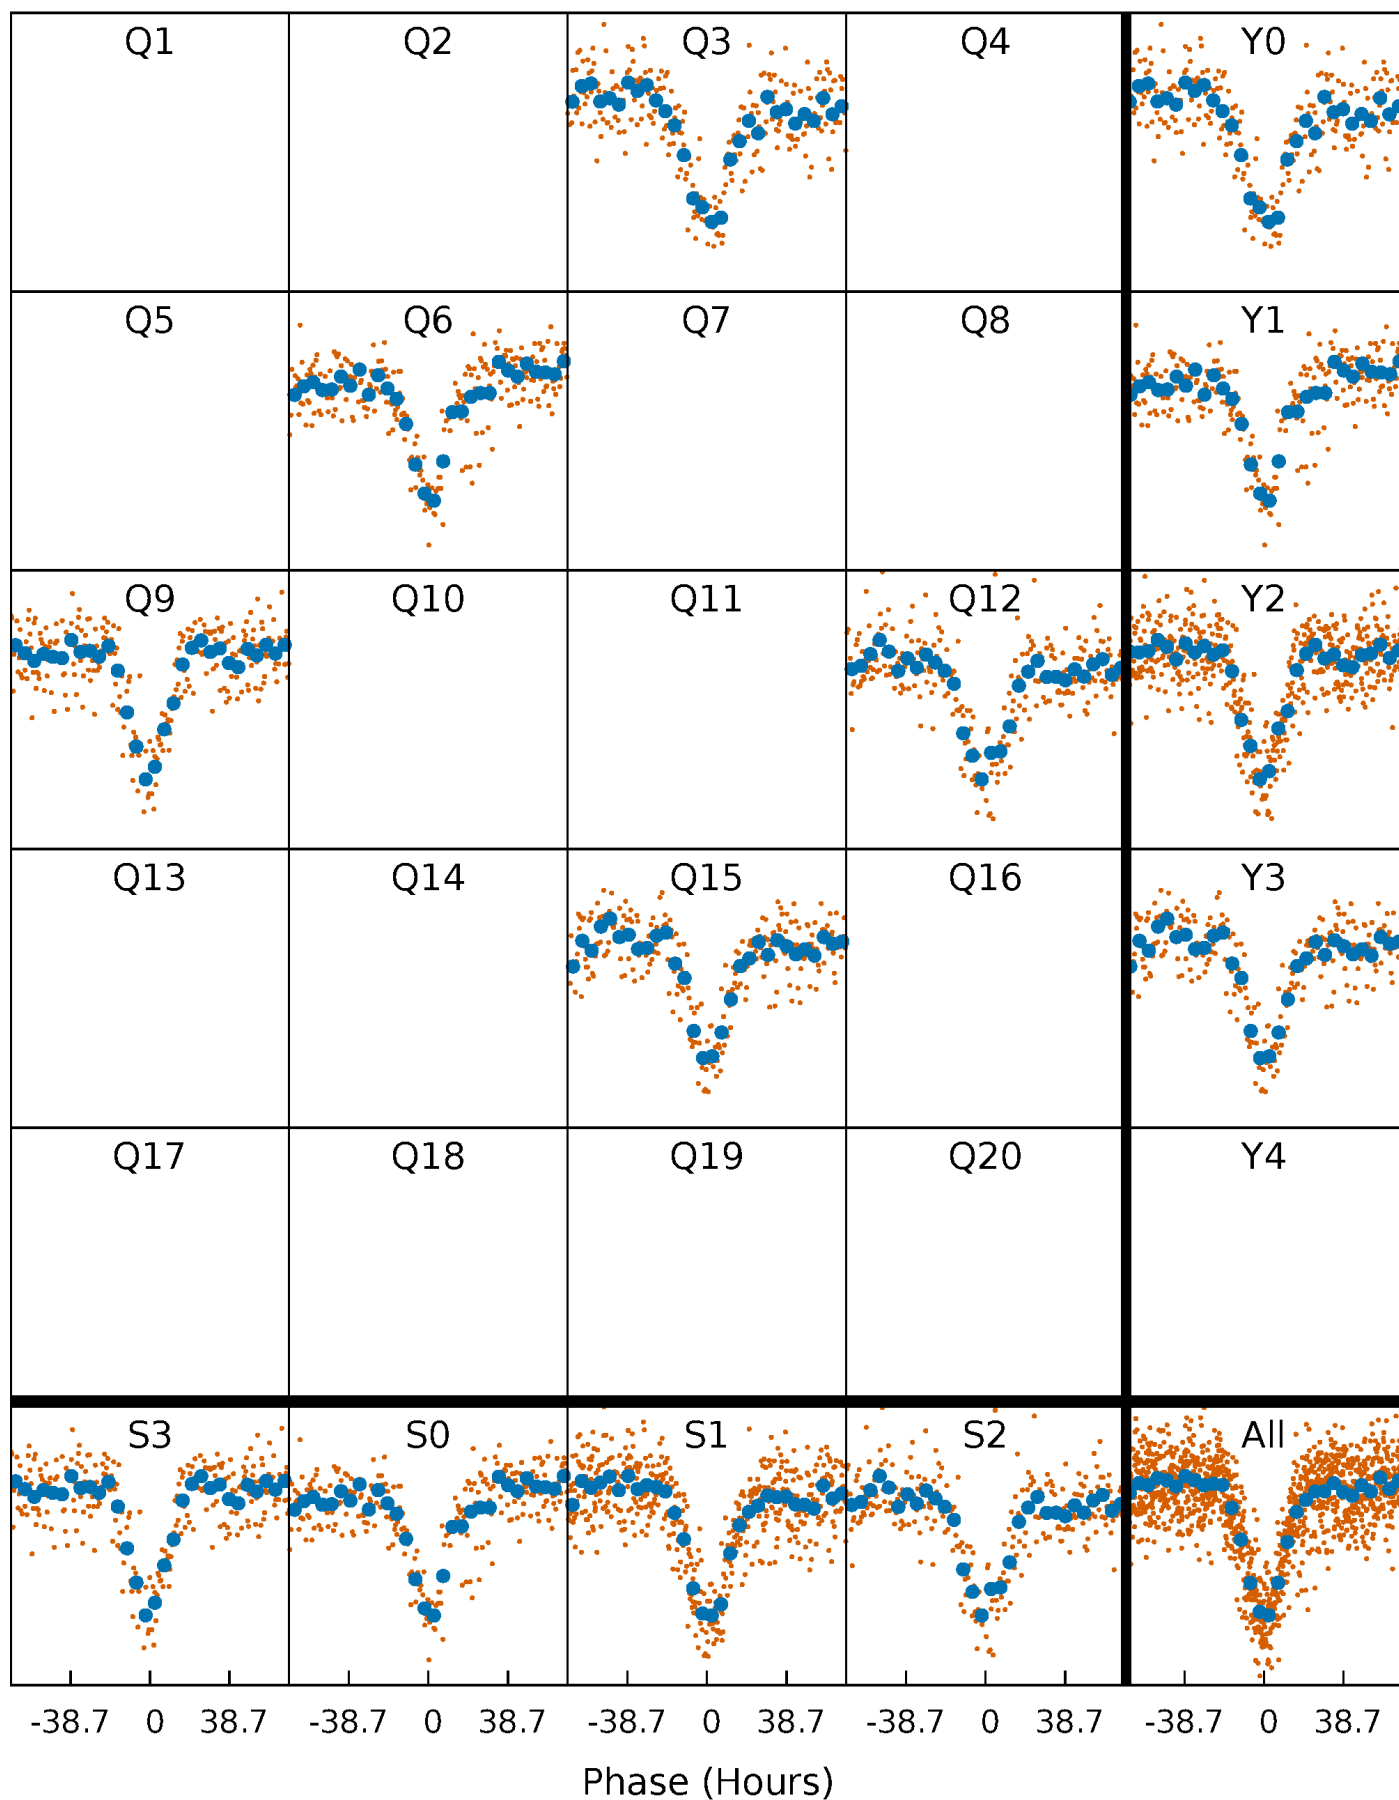 Q1 Q2 Q3 Q4 Y0
Q5 Q6 Q7 Q8 Y1
Q9 Q10 Q11 Q12 Y2
Q13 Q14 Q15 Q16 Y3
Q17 Q18 Q19 Q20 Y4
S3 S0 S1 S2 All
-38.7 0 38.7 -38.7 0 38.7 -38.7 0 38.7 -38.7 0 38.7 -38.7 0 38.7
Phase (Hours)